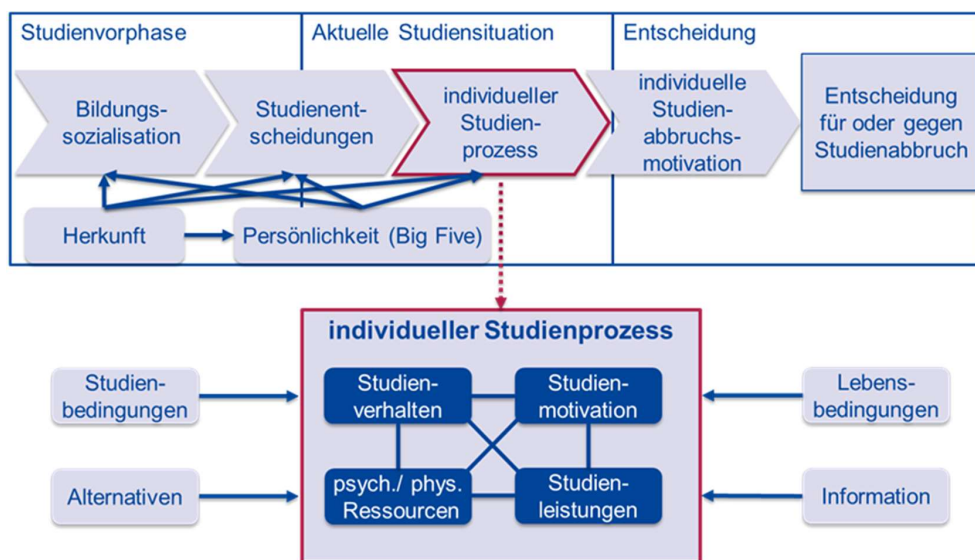 Studienvorphase
Aktuelle Studiensituation
Entscheidung
Bildungs-
sozialisation
Studienent-
scheidungen
individueller
Studien-
prozess
individuelle
Studien-
abbruchs-
motivation
Entscheidung
für oder gegen
Studienabbruch
Herkunft
Persönlichkeit (Big Five)
individueller Studienprozess
Studien-
bedingungen
Studien-
verhalten
Studien-
motivation
Lebens-
bedingungen
Alternativen
psych./ phys.
Ressourcen
Studien-
leistungen
Information